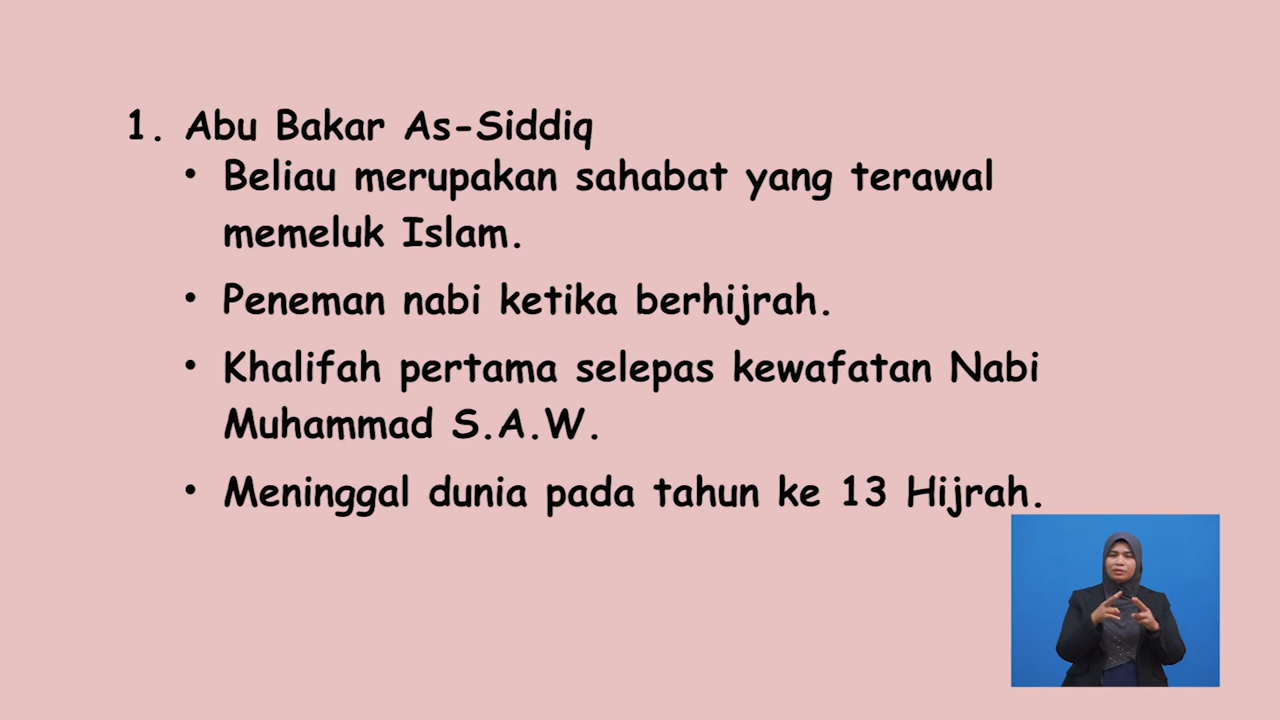 1. Abu Bakar As-Siddiq
• Beliau merupakan sahabat yang terawal
memeluk Islam.
• Peneman nabi ketika berhijrah.
• Khalifah pertama selepas kewafatan Nabi
Muhammad S.A.W.
• Meninggal dunia pada tahun ke 13 Hijrah.